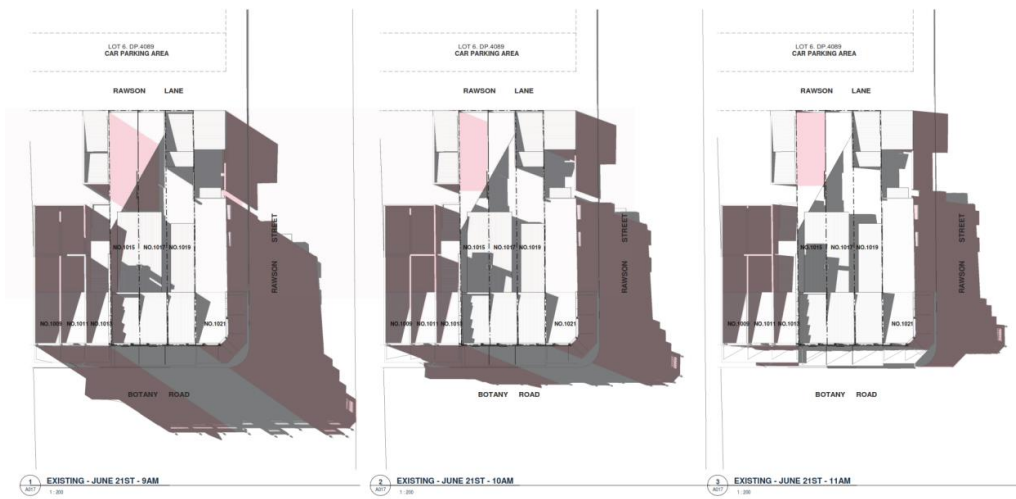 LOT 6. DP.4089
CAR PARKING AREA
RAWSON LANE
NO.1015 NO.1017 NO.1019
NO.1009 NO.1011 NO.1013
NO.1021
RAWSON STREET
BOTANY ROAD
1
A017
EXISTING - JUNE 21ST - 9AM
1 : 200
LOT 6. DP.4089
CAR PARKING AREA
RAWSON LANE
NO.1015 NO.1017 NO.1019
NO.1009 NO.1011 NO.1013
NO.1021
RAWSON STREET
BOTANY ROAD
2
A017
EXISTING - JUNE 21ST - 10AM
1 : 200
LOT 6. DP.4089
CAR PARKING AREA
RAWSON LANE
NO.1015 NO.1017 NO.1019
NO.1009 NO.1011 NO.1013
NO.1021
RAWSON STREET
BOTANY ROAD
3
A017
EXISTING - JUNE 21ST - 11AM
1 : 200